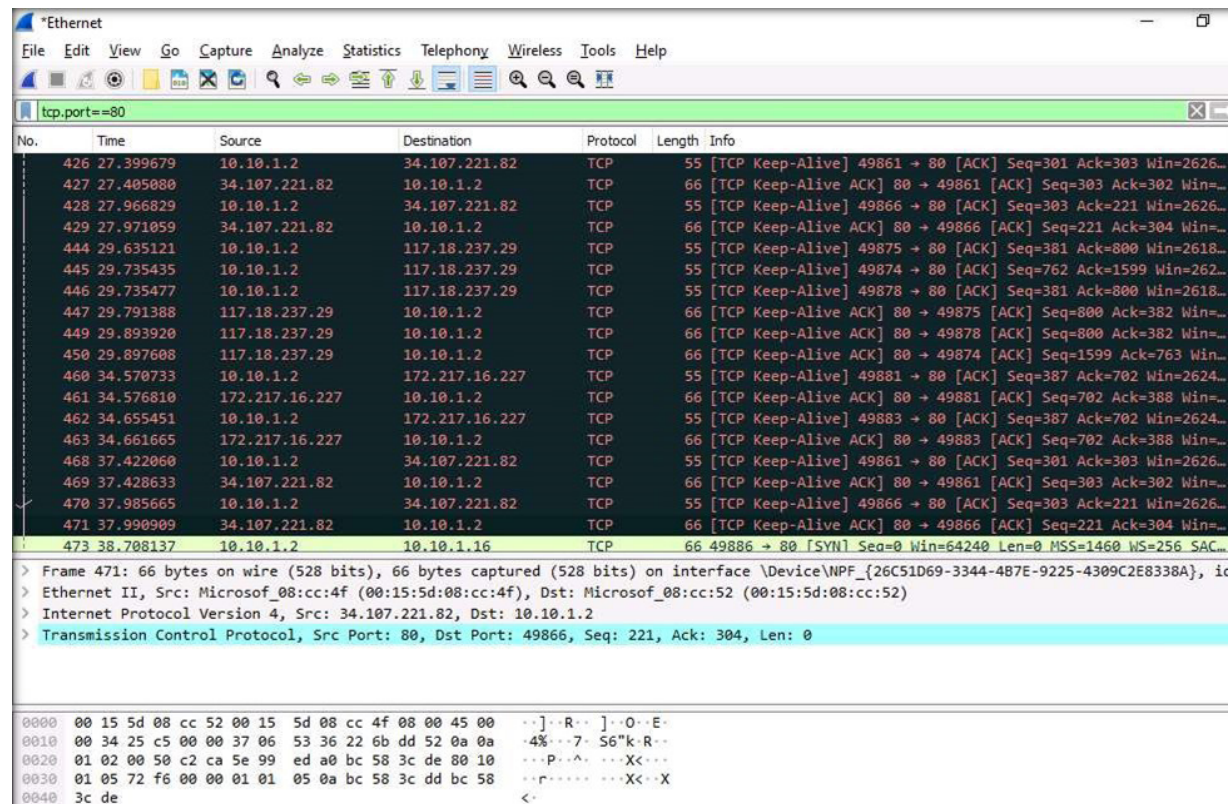 *Ethernet
File Edit View Go Capture Analyze Statistics Telephony Wireless Tools Help
tcp.port==80
No. Time Source Destination Protocol Length Info
426 27.399679 10.10.1.2 34.107.221.82 TCP 55 [TCP Keep-Alive] 49861 → 80 [ACK] Seq=301 Ack=303 Win=2626…
427 27.405080 34.107.221.82 10.10.1.2 TCP 66 [TCP Keep-Alive ACK] 80 → 49861 [ACK] Seq=303 Ack=302 Win=…
428 27.966829 10.10.1.2 34.107.221.82 TCP 55 [TCP Keep-Alive] 49866 → 80 [ACK] Seq=303 Ack=221 Win=2626…
429 27.971059 34.107.221.82 10.10.1.2 TCP 66 [TCP Keep-Alive ACK] 80 → 49866 [ACK] Seq=221 Ack=304 Win=…
444 29.635121 10.10.1.2 117.18.237.29 TCP 55 [TCP Keep-Alive] 49875 → 80 [ACK] Seq=381 Ack=800 Win=2618…
445 29.735435 10.10.1.2 117.18.237.29 TCP 55 [TCP Keep-Alive] 49874 → 80 [ACK] Seq=762 Ack=1599 Win=262…
446 29.735477 10.10.1.2 117.18.237.29 TCP 55 [TCP Keep-Alive] 49878 → 80 [ACK] Seq=381 Ack=800 Win=2618…
447 29.791388 117.18.237.29 10.10.1.2 TCP 66 [TCP Keep-Alive ACK] 80 → 49875 [ACK] Seq=800 Ack=382 Win=…
449 29.893920 117.18.237.29 10.10.1.2 TCP 66 [TCP Keep-Alive ACK] 80 → 49878 [ACK] Seq=800 Ack=382 Win=…
450 29.897608 117.18.237.29 10.10.1.2 TCP 66 [TCP Keep-Alive ACK] 80 → 49874 [ACK] Seq=1599 Ack=763 Win…
460 34.570733 10.10.1.2 172.217.16.227 TCP 55 [TCP Keep-Alive] 49881 → 80 [ACK] Seq=387 Ack=702 Win=2624…
461 34.576810 172.217.16.227 10.10.1.2 TCP 66 [TCP Keep-Alive ACK] 80 → 49881 [ACK] Seq=702 Ack=388 Win=…
462 34.655451 10.10.1.2 172.217.16.227 TCP 55 [TCP Keep-Alive] 49883 → 80 [ACK] Seq=387 Ack=702 Win=2624…
463 34.661665 172.217.16.227 10.10.1.2 TCP 66 [TCP Keep-Alive ACK] 80 → 49883 [ACK] Seq=702 Ack=388 Win=…
468 37.422060 10.10.1.2 34.107.221.82 TCP 55 [TCP Keep-Alive] 49861 → 80 [ACK] Seq=301 Ack=303 Win=2626…
469 37.428633 34.107.221.82 10.10.1.2 TCP 66 [TCP Keep-Alive ACK] 80 → 49861 [ACK] Seq=303 Ack=302 Win=…
470 37.985665 10.10.1.2 34.107.221.82 TCP 55 [TCP Keep-Alive] 49866 → 80 [ACK] Seq=303 Ack=221 Win=2626…
471 37.990909 34.107.221.82 10.10.1.2 TCP 66 [TCP Keep-Alive ACK] 80 → 49866 [ACK] Seq=221 Ack=304 Win=…
473 38.708137 10.10.1.2 10.10.1.16 TCP 66 49886 → 80 [SYN] Seq=0 Win=64240 Len=0 MSS=1460 WS=256 SAC…
> Frame 471: 66 bytes on wire (528 bits), 66 bytes captured (528 bits) on interface \Device\NPF_{26C51D69-3344-4B7E-9225-4309C2E8338A}, id
> Ethernet II, Src: Microsof_08:cc:4f (00:15:5d:08:cc:4f), Dst: Microsof_08:cc:52 (00:15:5d:08:cc:52)
> Internet Protocol Version 4, Src: 34.107.221.82, Dst: 10.10.1.2
> Transmission Control Protocol, Src Port: 80, Dst Port: 49866, Seq: 221, Ack: 304, Len: 0
0000 00 15 5d 08 cc 52 00 15 5d 08 cc 4f 08 00 45 00 ··]··R·· ]··O··E·
0010 00 34 25 c5 00 00 37 06 53 36 22 6b dd 52 0a 0a ·4%···7· S6"k·R··
0020 01 02 00 50 c2 ca 5e 99 ed a0 bc 58 3c de 80 10 ···P··^· ···X<···
0030 01 05 72 f6 00 00 01 01 05 0a bc 58 3c dd bc 58 ··r····· ···X<··X
0040 3c de <·